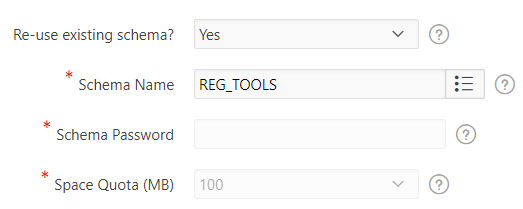 Re-use existing schema? Yes ?
* Schema Name REG_TOOLS ?
* Schema Password ?
* Space Quota (MB) 100 ?